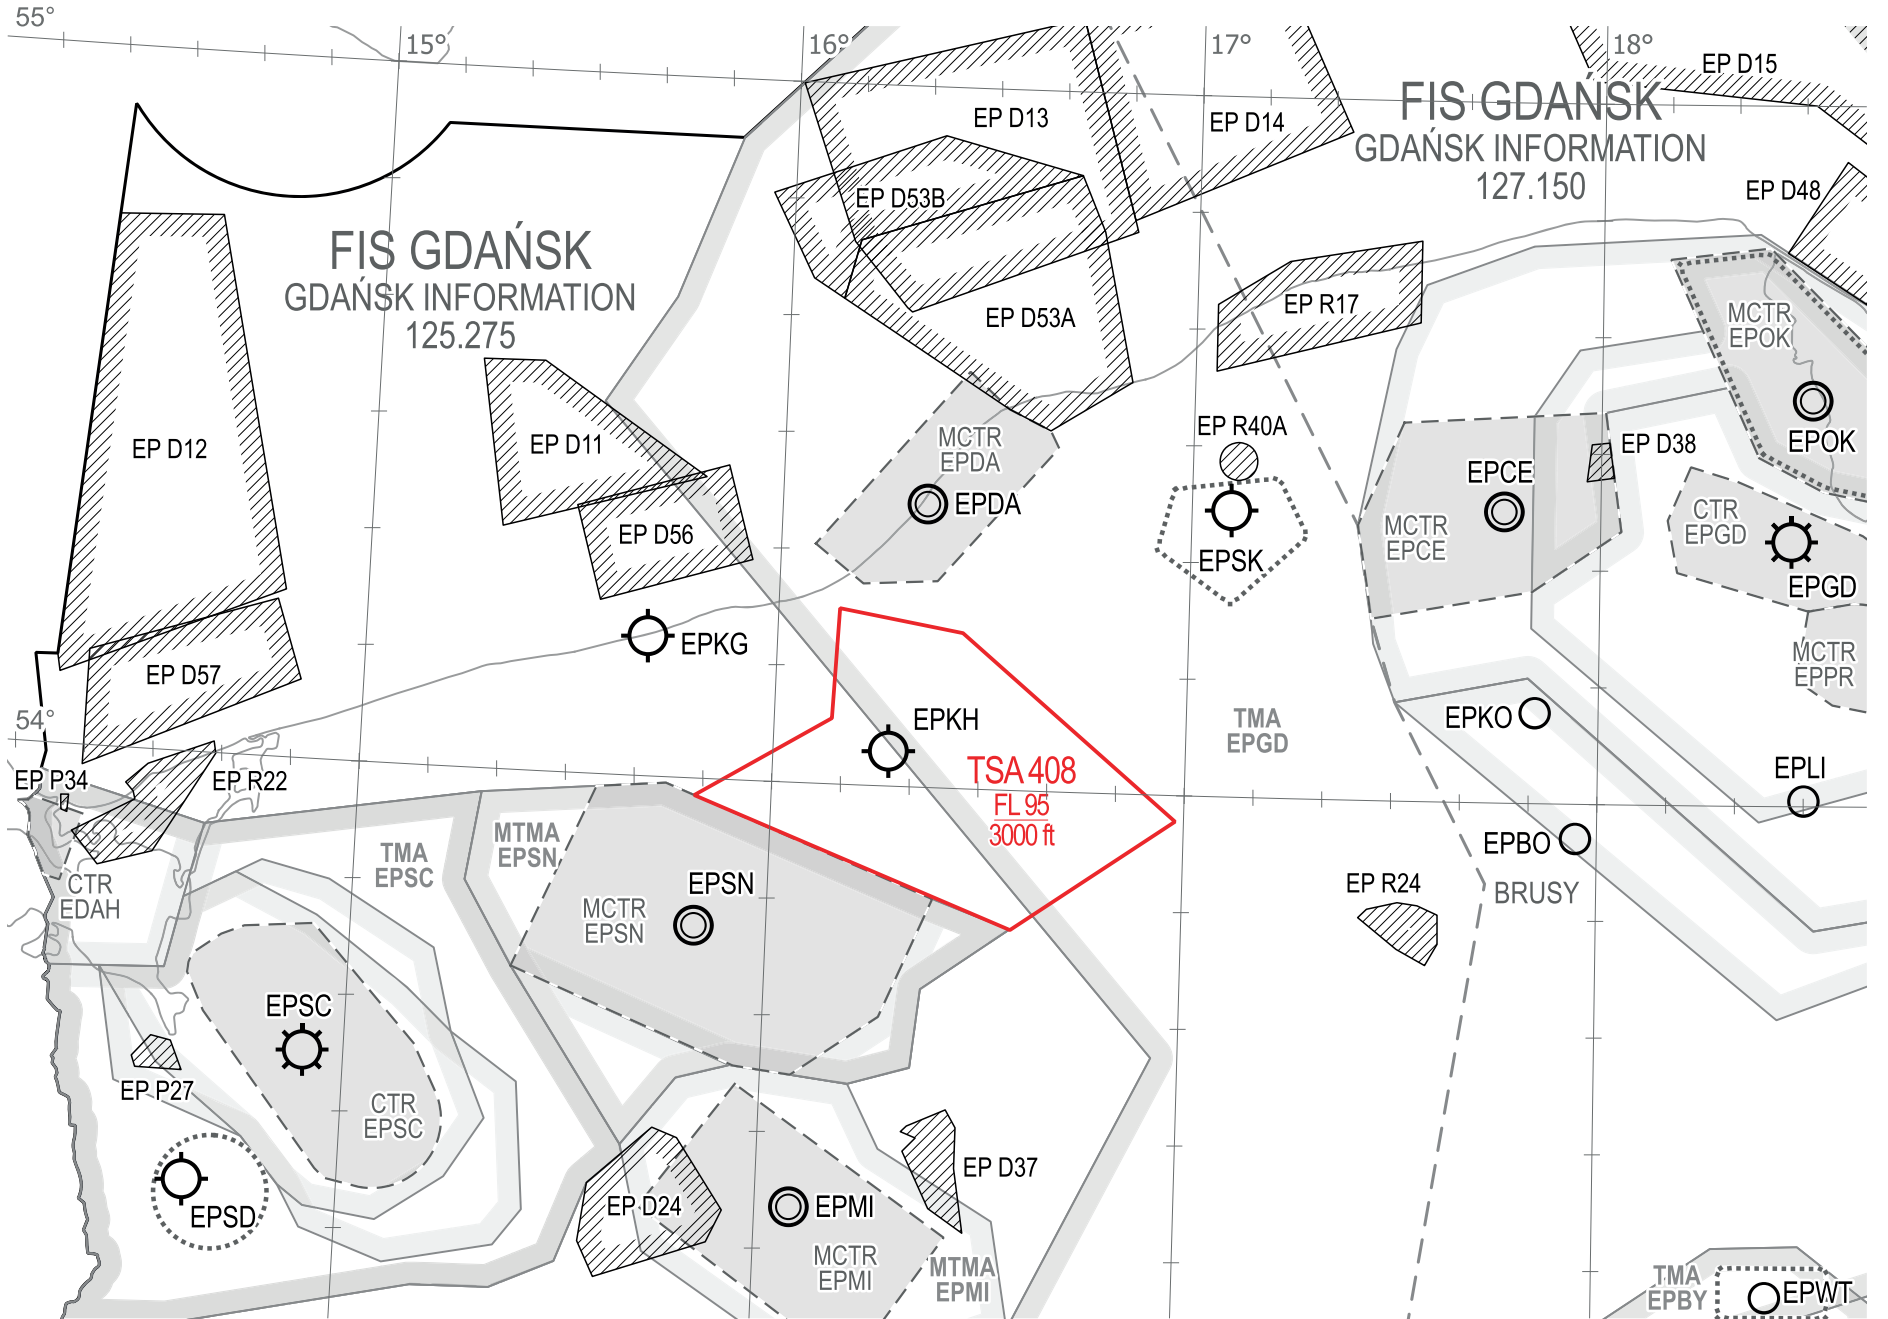 55°
15°
16°
17°
18°
EP D15
FIS GDAŃSK
GDAŃSK INFORMATION
127.150
EP D13
EP D14
EP D53B
EP D48
FIS GDAŃSK
GDAŃSK INFORMATION
125.275
EP D53A
EP R17
MCTR
EPOK
EPOK
EP D12
EP D11
MCTR
EPDA
EPDA
EP R40A
EPSK
EP D38
EPCE
MCTR
EPCE
CTR
EPGD
EPGD
EP D56
EPKG
EP D57
MCTR
EPPR
54°
EPKH
TMA
EPGD
EPKO
TSA 408
FL 95
3000 ft
EP P34
EP R22
EPLI
MTMA
EPSN
TMA
EPSC
EPBO
CTR
EDAH
EPSN
MCTR
EPSN
EP R24
BRUSY
EPSC
EP P27
CTR
EPSC
EP D37
EPSD
EP D24
EPMI
MCTR
EPMI
MTMA
EPMI
TMA
EPBY
EPWT